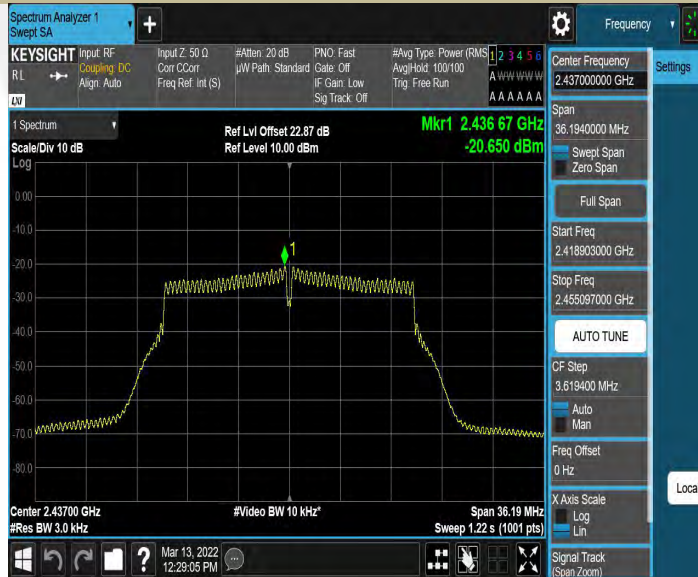 Spectrum Analyzer 1
Swept SA
Frequency
KEYSIGHT
RL
LXI
Input: RF
Coupling: DC
Align: Auto
Input Z: 50 Ω
Corr CCorr
Freq Ref: Int (S)
#Atten: 20 dB
µW Path: Standard
PNO: Fast
Gate: Off
IF Gain: Low
Sig Track: Off
#Avg Type: Power (RMS
Avg|Hold: 100/100
Trig: Free Run
1 2 3 4 5 6
A W W W W W
A A A A A A
1 Spectrum
Scale/Div 10 dB
Log
Ref Lvl Offset 22.87 dB
Ref Level 10.00 dBm
Mkr1 2.436 67 GHz
-20.650 dBm
1
0.00
-10.0
-20.0
-30.0
-40.0
-50.0
-60.0
-70.0
-80.0
Center 2.43700 GHz
#Res BW 3.0 kHz
#Video BW 10 kHz*
Span 36.19 MHz
Sweep 1.22 s (1001 pts)
Mar 13, 2022
12:29:05 PM
?
Center Frequency
2.437000000 GHz
Settings
Span
36.1940000 MHz
Swept Span
Zero Span
Full Span
Start Freq
2.418903000 GHz
Stop Freq
2.455097000 GHz
AUTO TUNE
CF Step
3.619400 MHz
Auto
Man
Freq Offset
0 Hz
X Axis Scale
Log
Lin
Loca
Signal Track
(Span Zoom)